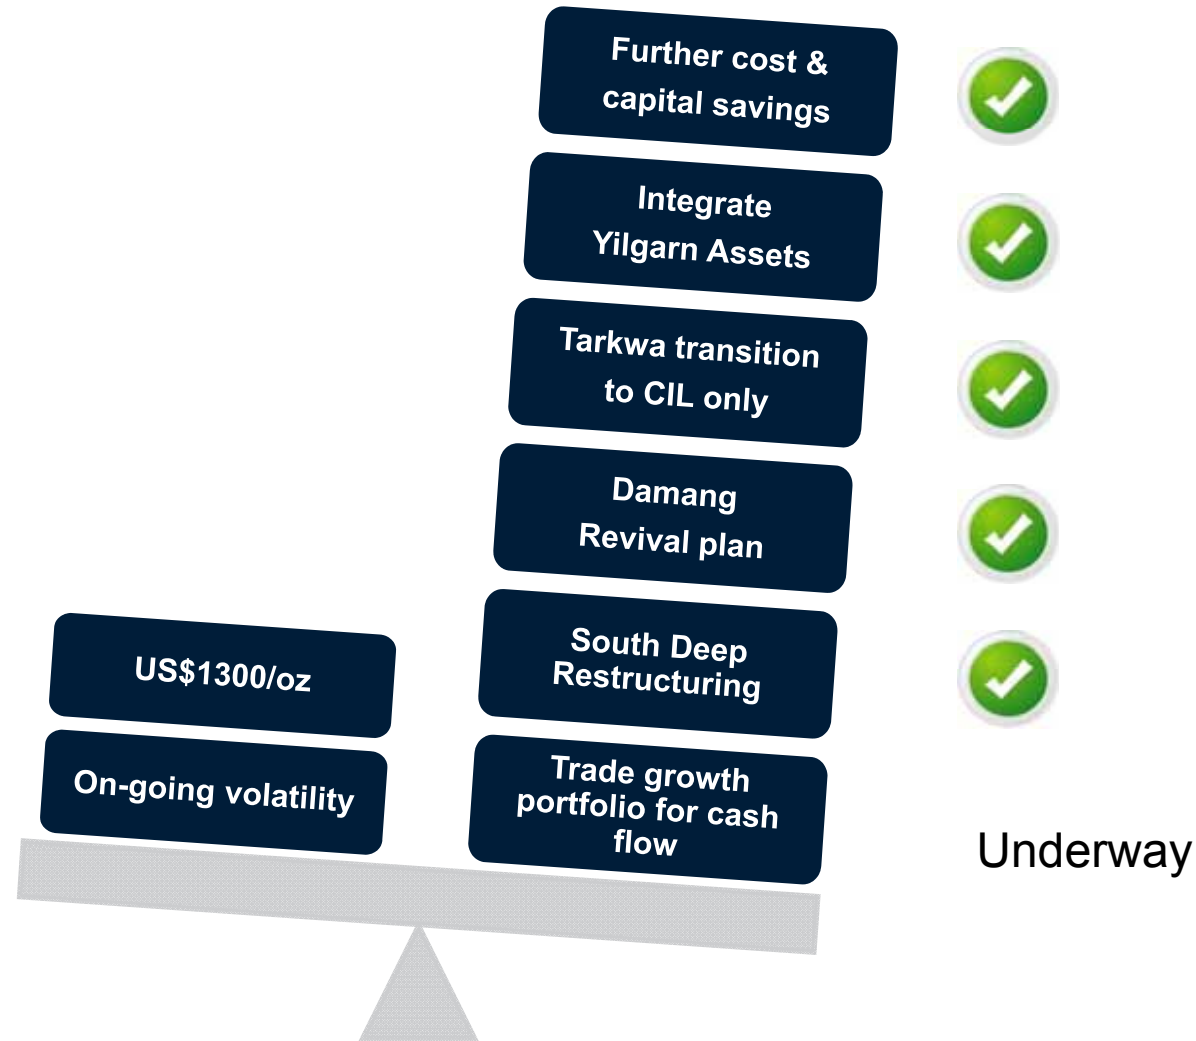 Further cost &
capital savings
Integrate
Yilgarn Assets
Tarkwa transition
to CIL only
Damang
Revival plan
US$1300/oz
South Deep
Restructuring
On-going volatility
Trade growth
portfolio for cash
flow
Underway